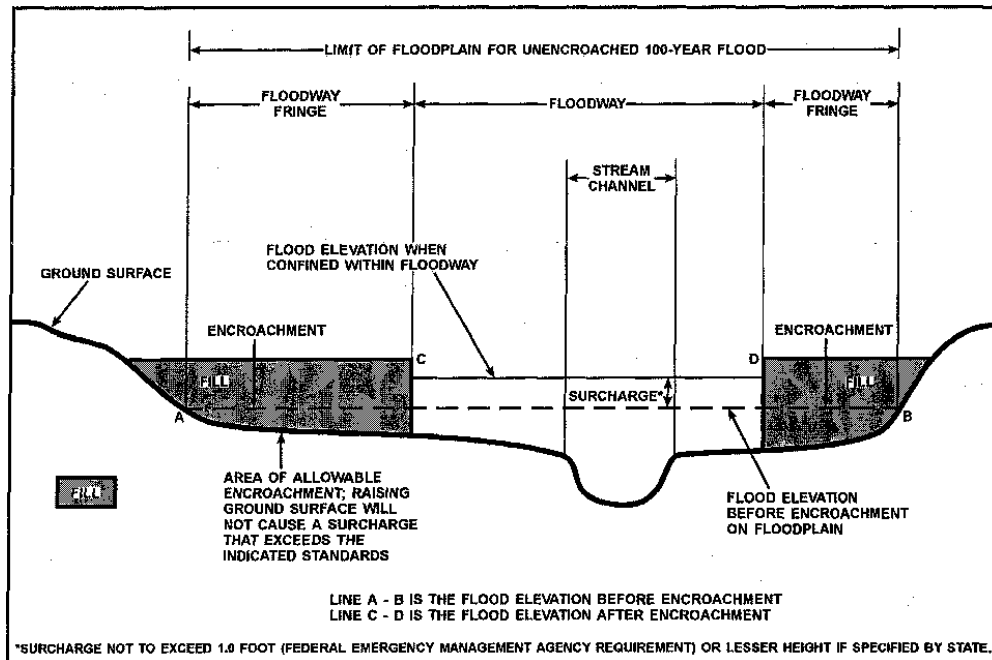 LIMIT OF FLOODPLAIN FOR UNENCROACHED 100-YEAR FLOOD
FLOODWAY
FRINGE
FLOODWAY
FLOODWAY
FRINGE
STREAM
CHANNEL
FLOOD ELEVATION WHEN
CONFINED WITHIN FLOODWAY
GROUND SURFACE
ENCROACHMENT
ENCROACHMENT
C
D
FILL
FILL
SURCHARGE*
A
B
AREA OF ALLOWABLE
ENCROACHMENT; RAISING
GROUND SURFACE WILL
NOT CAUSE A SURCHARGE
THAT EXCEEDS THE
INDICATED STANDARDS
FILL
FLOOD ELEVATION
BEFORE ENCROACHMENT
ON FLOODPLAIN
LINE A - B IS THE FLOOD ELEVATION BEFORE ENCROACHMENT
LINE C - D IS THE FLOOD ELEVATION AFTER ENCROACHMENT
*SURCHARGE NOT TO EXCEED 1.0 FOOT (FEDERAL EMERGENCY MANAGEMENT AGENCY REQUIREMENT) OR LESSER HEIGHT IF SPECIFIED BY STATE.